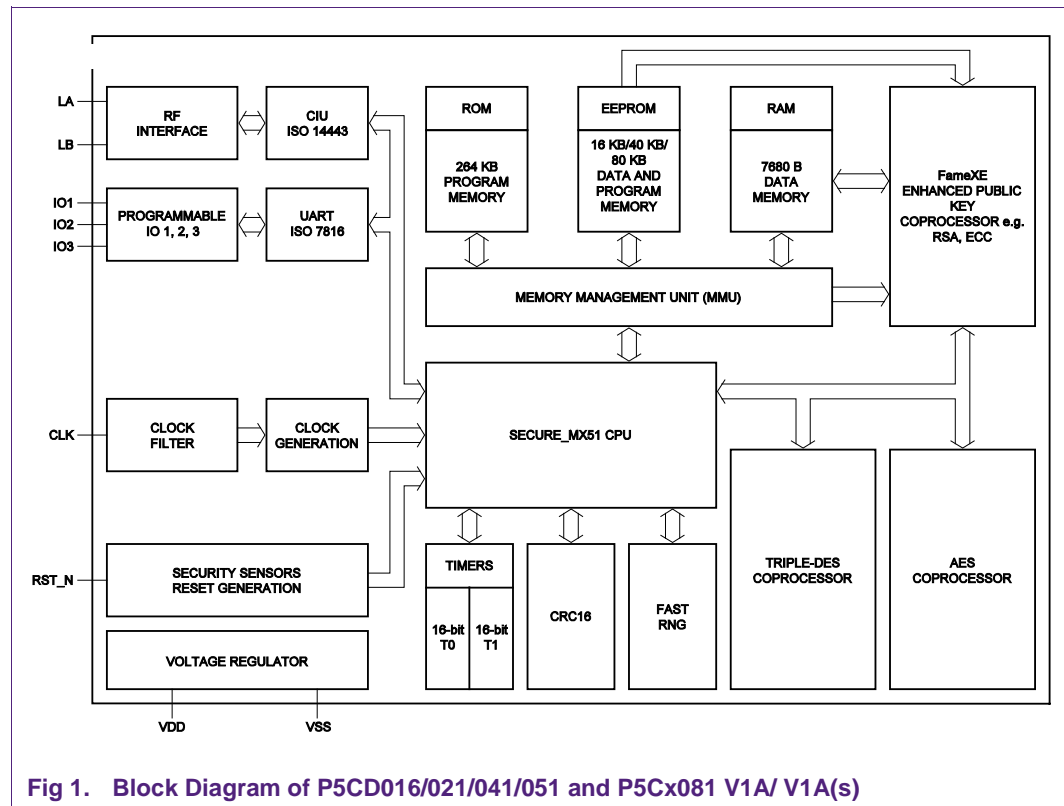 LA
LB
RF
INTERFACE
CIU
ISO 14443
IO1
IO2
IO3
PROGRAMMABLE
IO 1, 2, 3
UART
ISO 7816
ROM
264 KB
PROGRAM
MEMORY
EEPROM
16 KB/40 KB/
80 KB
DATA AND
PROGRAM
MEMORY
RAM
7680 B
DATA
MEMORY
FameXE
ENHANCED PUBLIC
KEY
COPROCESSOR e.g.
RSA, ECC
MEMORY MANAGEMENT UNIT (MMU)
CLK
CLOCK
FILTER
CLOCK
GENERATION
SECURE_MX51 CPU
RST_N
SECURITY SENSORS
RESET GENERATION
VOLTAGE REGULATOR
VDD
VSS
TIMERS
16-bit
T0
16-bit
T1
CRC16
FAST
RNG
TRIPLE-DES
COPROCESSOR
AES
COPROCESSOR
Fig 1. Block Diagram of P5CD016/021/041/051 and P5Cx081 V1A/ V1A(s)